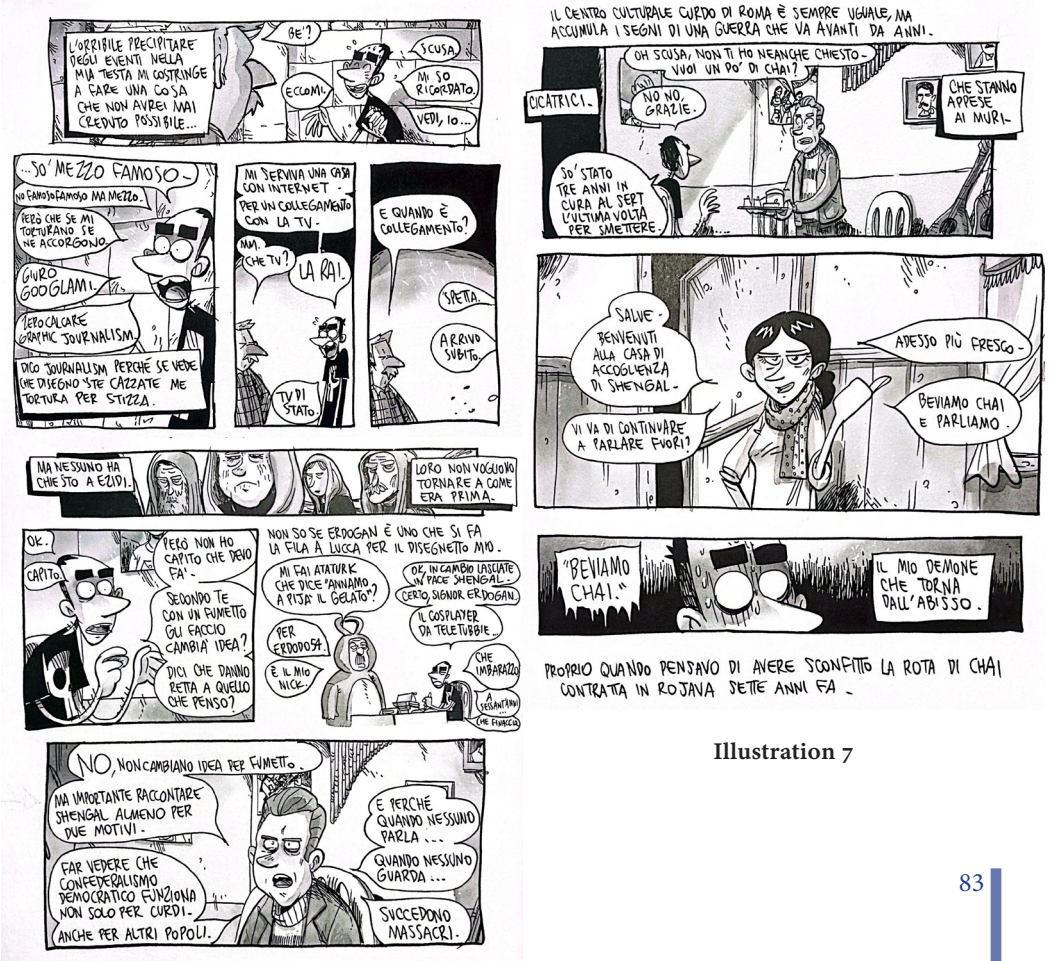 L'ORRIBILE PRECIPITARE
DEGLI EVENTI NELLA
MIA TESTA MI COSTRINGE
A FARE UNA COSA
CHE NON AVREI MAI
CREDUTO POSSIBILE...
BE'?
ECCOMI.
SCUSA,
MI SO
RICORDATO.
VEDI, IO...
...SO' MEZZO FAMOSO-
NO FAMOSOFAMOSO MA MEZZO.
PERÒ CHE SE MI
TORTURANO SE
NE ACCORGONO.
GIURO
GOOGLAMI.
ZEROCALCARE
GRAPHIC JOURNALISM.
DICO JOURNALISM PERCHÉ SE VEDE
CHE DISEGNO 'STE CAZZATE ME
TORTURA PER STIZZA.
MI SERVIVA UNA CASA
CON INTERNET -
PER UN COLLEGAMENTO
CON LA TV-
MM.
CHE TV?
LA RAI.
TV DI
STATO.
E QUANDO È
COLLEGAMENTO?
'SPETTA.
ARRIVO
SUBITO.
MA NESSUNO HA
CHIESTO A EZIDI.
LORO NON VOGLIONO
TORNARE A COME
ERA PRIMA-
OK.
CAPITO.
PERÒ NON HO
CAPITO CHE DEVO
FA'-
SECONDO TE
CON UN FUMETTO
GLI FACCIO
CAMBIA' IDEA?
DICI CHE DANNO
RETTA A QUELLO
CHE PENSO?
NON SO SE ERDOGAN È UNO CHE SI FA
LA FILA A LUCCA PER IL DISEGNETTO MIO.
MI FAI ATATURK
CHE DICE "ANNAMO
A PIJA' IL GELATO"?
PER
ERDODO54.
È IL MIO
NICK.
OK, IN CAMBIO LASCIATE
IN PACE SHENGAL-
CERTO, SIGNOR ERDOGAN.
IL COSPLAYER
DA TELETUBBIE...
CHE
IMBARAZZO
A
SESSANT'ANNI
...
CHE FINACCIA
NO, NON CAMBIANO IDEA PER FUMETTO.
MA IMPORTANTE RACCONTARE
SHENGAL ALMENO PER
DUE MOTIVI-
FAR VEDERE CHE
CONFEDERALISMO
DEMOCRATICO FUNZIONA
NON SOLO PER CURDI-
ANCHE PER ALTRI POPOLI.
E PERCHÉ
QUANDO NESSUNO
PARLA ...
QUANDO NESSUNO
GUARDA ...
SUCCEDONO
MASSACRI.
IL CENTRO CULTURALE CURDO DI ROMA È SEMPRE UGUALE, MA
ACCUMULA I SEGNI DI UNA GUERRA CHE VA AVANTI DA ANNI.
CICATRICI-
OH SCUSA, NON TI HO NEANCHE CHIESTO-
VUOI UN PO' DI CHAI?
NO NO,
GRAZIE.
CHE STANNO
APPESE
AI MURI-
SO' STATO
TRE ANNI IN
CURA AL SERT
L'ULTIMA VOLTA
PER SMETTERE.
SALVE-
BENVENUTI
ALLA CASA DI
ACCOGLIENZA
DI SHENGAL-
VI VA DI CONTINUARE
A PARLARE FUORI?
ADESSO PIÙ FRESCO-
BEVIAMO CHAI
E PARLIAMO.
"BEVIAMO
CHAI."
IL MIO DEMONE
CHE TORNA
DALL'ABISSO.
PROPRIO QUANDO PENSAVO DI AVERE SCONFITTO LA ROTA DI CHAI
CONTRATTA IN ROJAVA SETTE ANNI FA-
Illustration 7
83